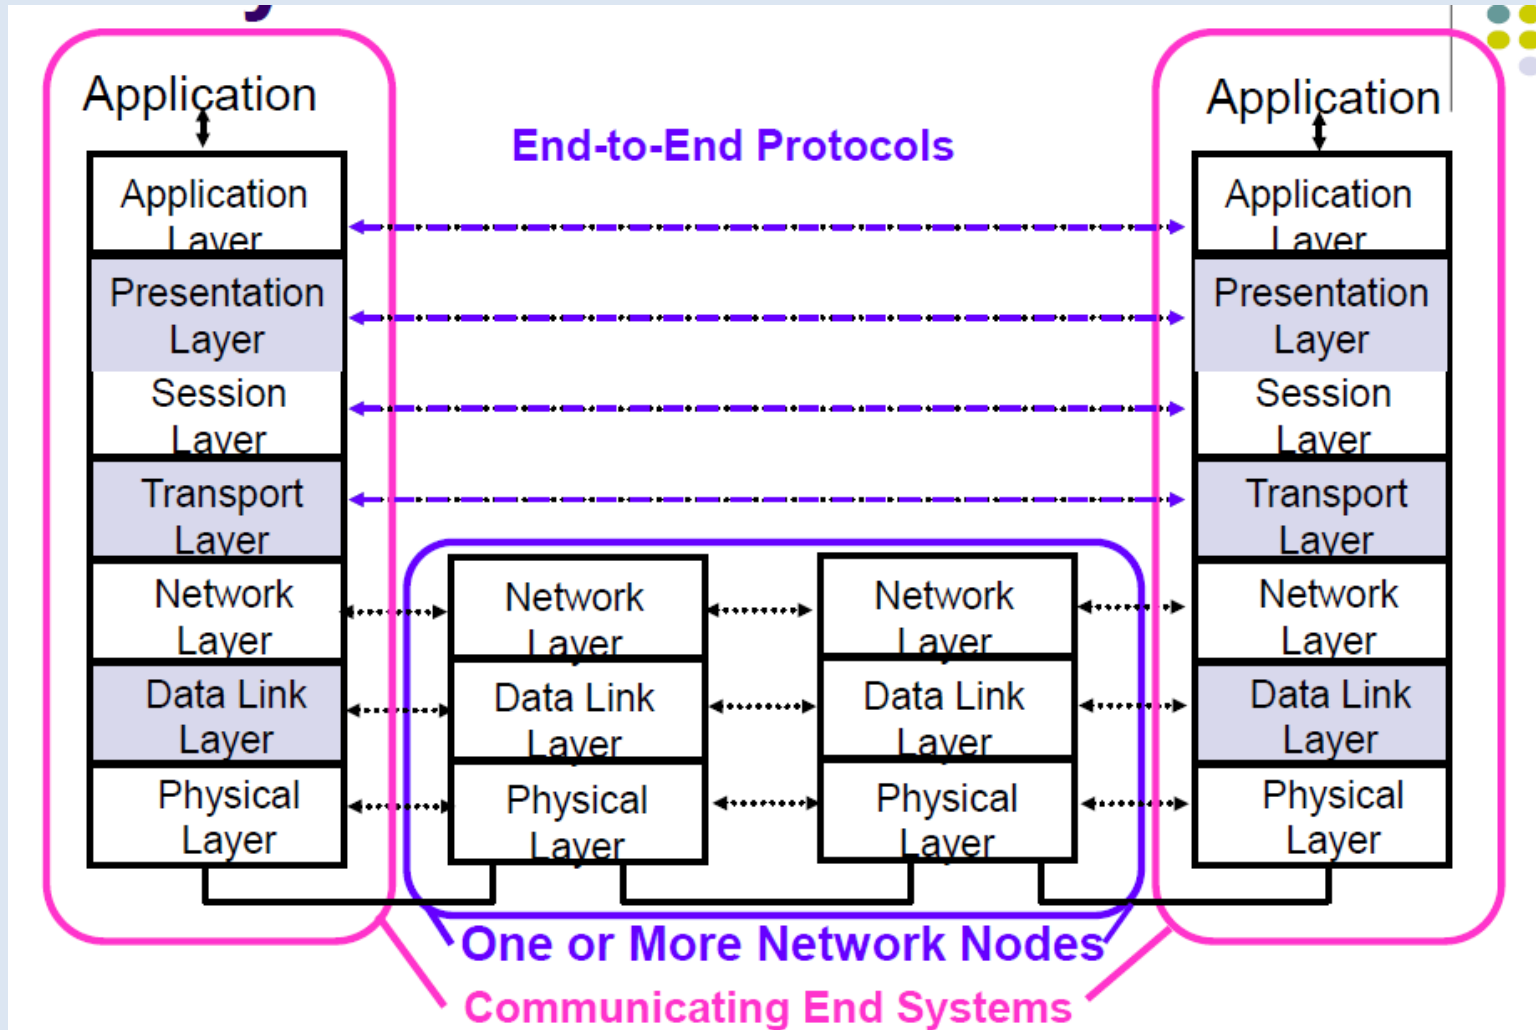 Application
Application
Layer
Presentation
Layer
Session
Layer
Transport
Layer
Network
Layer
Data Link
Layer
Physical
Layer
End-to-End Protocols
Network
Layer
Data Link
Layer
Physical
Layer
Network
Layer
Data Link
Layer
Physical
Layer
Application
Application
Layer
Presentation
Layer
Session
Layer
Transport
Layer
Network
Layer
Data Link
Layer
Physical
Layer
One or More Network Nodes
Communicating End Systems